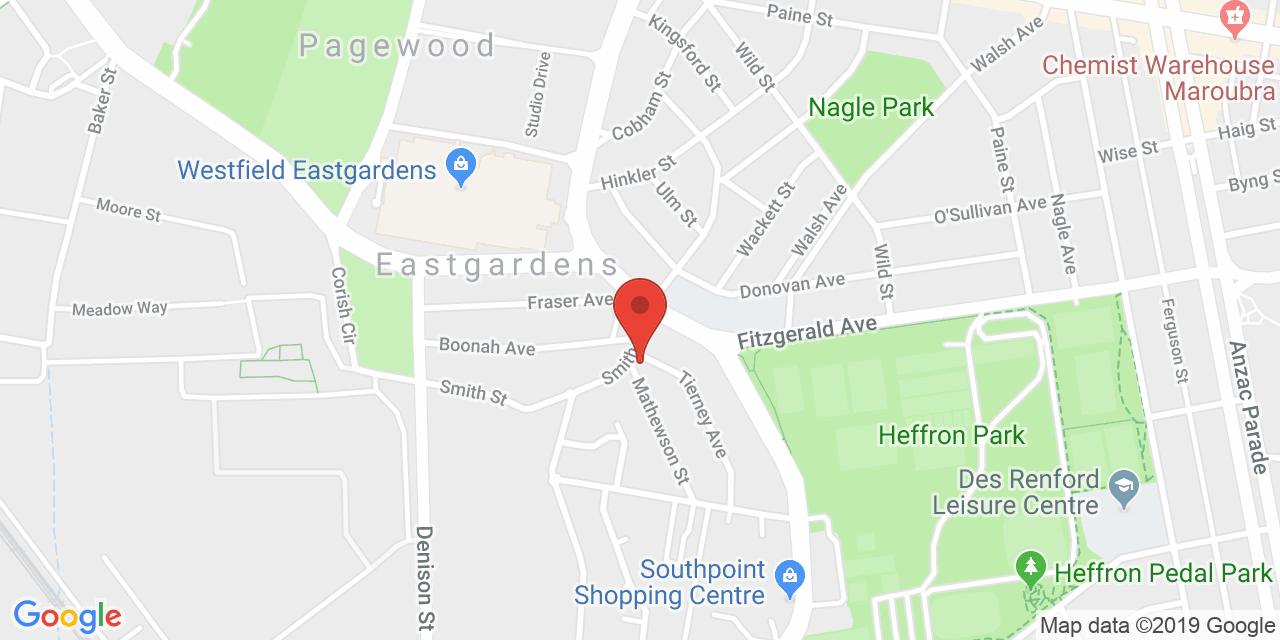 Paine St
Kingsford St
Wild St
Walsh Ave
Pagewood
Studio Drive
Cobham St
Baker St
Chemist Warehouse
Maroubra
Nagle Park
Haig St
Wise St
Paine St
Westfield Eastgardens
Hinkler St
Ulm St
Wackett St
Walsh Ave
Byng S
Moore St
O'Sullivan Ave
Nagle Ave
Wild St
Eastgardens
Corish Clr
Donovan Ave
Meadow Way
Fraser Ave
Fitzgerald Ave
Ferguson St
Boonah Ave
Smith
Smith St
Mathewson St
Tierney Ave
Anzac Parade
Heffron Park
Des Renford
Leisure Centre
Denison St
Southpoint
Shopping Centre
Heffron Pedal Park
Google
Map data ©2019 Google